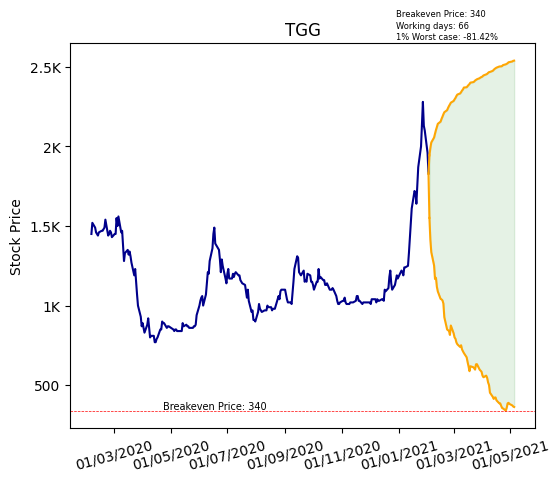 Breakeven Price: 340
Working days: 66
1% Worst case: -81.42%
TGG
Stock Price
2.5K
2K
1.5K
1K
500
Breakeven Price: 340
01/03/2020
01/05/2020
01/07/2020
01/09/2020
01/11/2020
01/01/2021
01/03/2021
01/05/2021